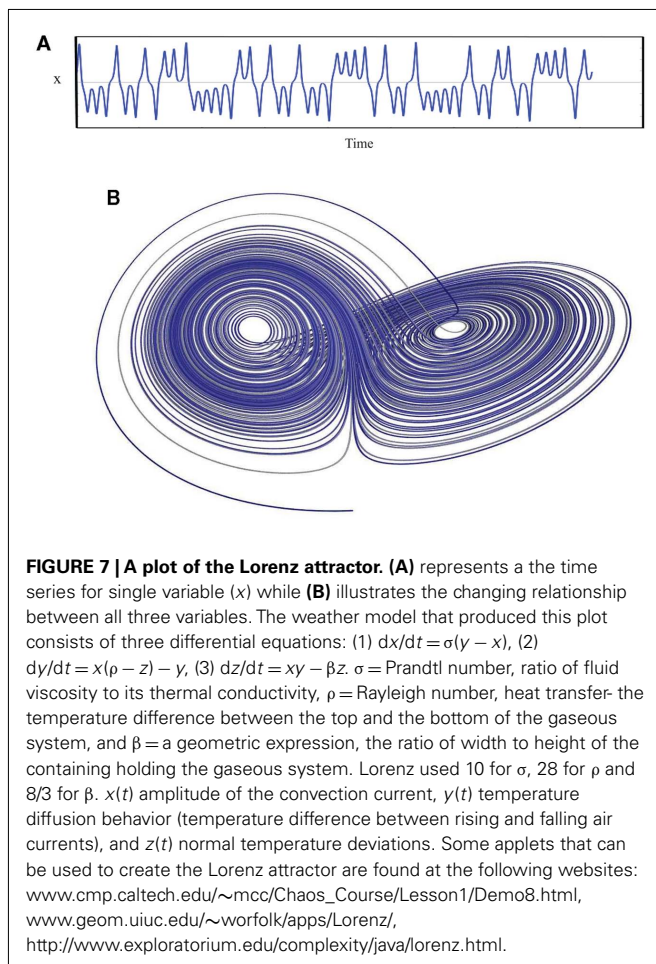 A
x
Time
B
FIGURE 7 | A plot of the Lorenz attractor. (A) represents a the time
series for single variable (x) while (B) illustrates the changing relationship
between all three variables. The weather model that produced this plot
consists of three differential equations: (1) dx/dt = σ(y − x), (2)
dy/dt = x(ρ − z) − y, (3) dz/dt = xy − βz. σ = Prandtl number, ratio of fluid
viscosity to its thermal conductivity, ρ = Rayleigh number, heat transfer- the
temperature difference between the top and the bottom of the gaseous
system, and β = a geometric expression, the ratio of width to height of the
containing holding the gaseous system. Lorenz used 10 for σ, 28 for ρ and
8/3 for β. x(t) amplitude of the convection current, y(t) temperature
diffusion behavior (temperature difference between rising and falling air
currents), and z(t) normal temperature deviations. Some applets that can
be used to create the Lorenz attractor are found at the following websites:
www.cmp.caltech.edu/∼mcc/Chaos_Course/Lesson1/Demo8.html,
www.geom.uiuc.edu/∼worfolk/apps/Lorenz/,
http://www.exploratorium.edu/complexity/java/lorenz.html.